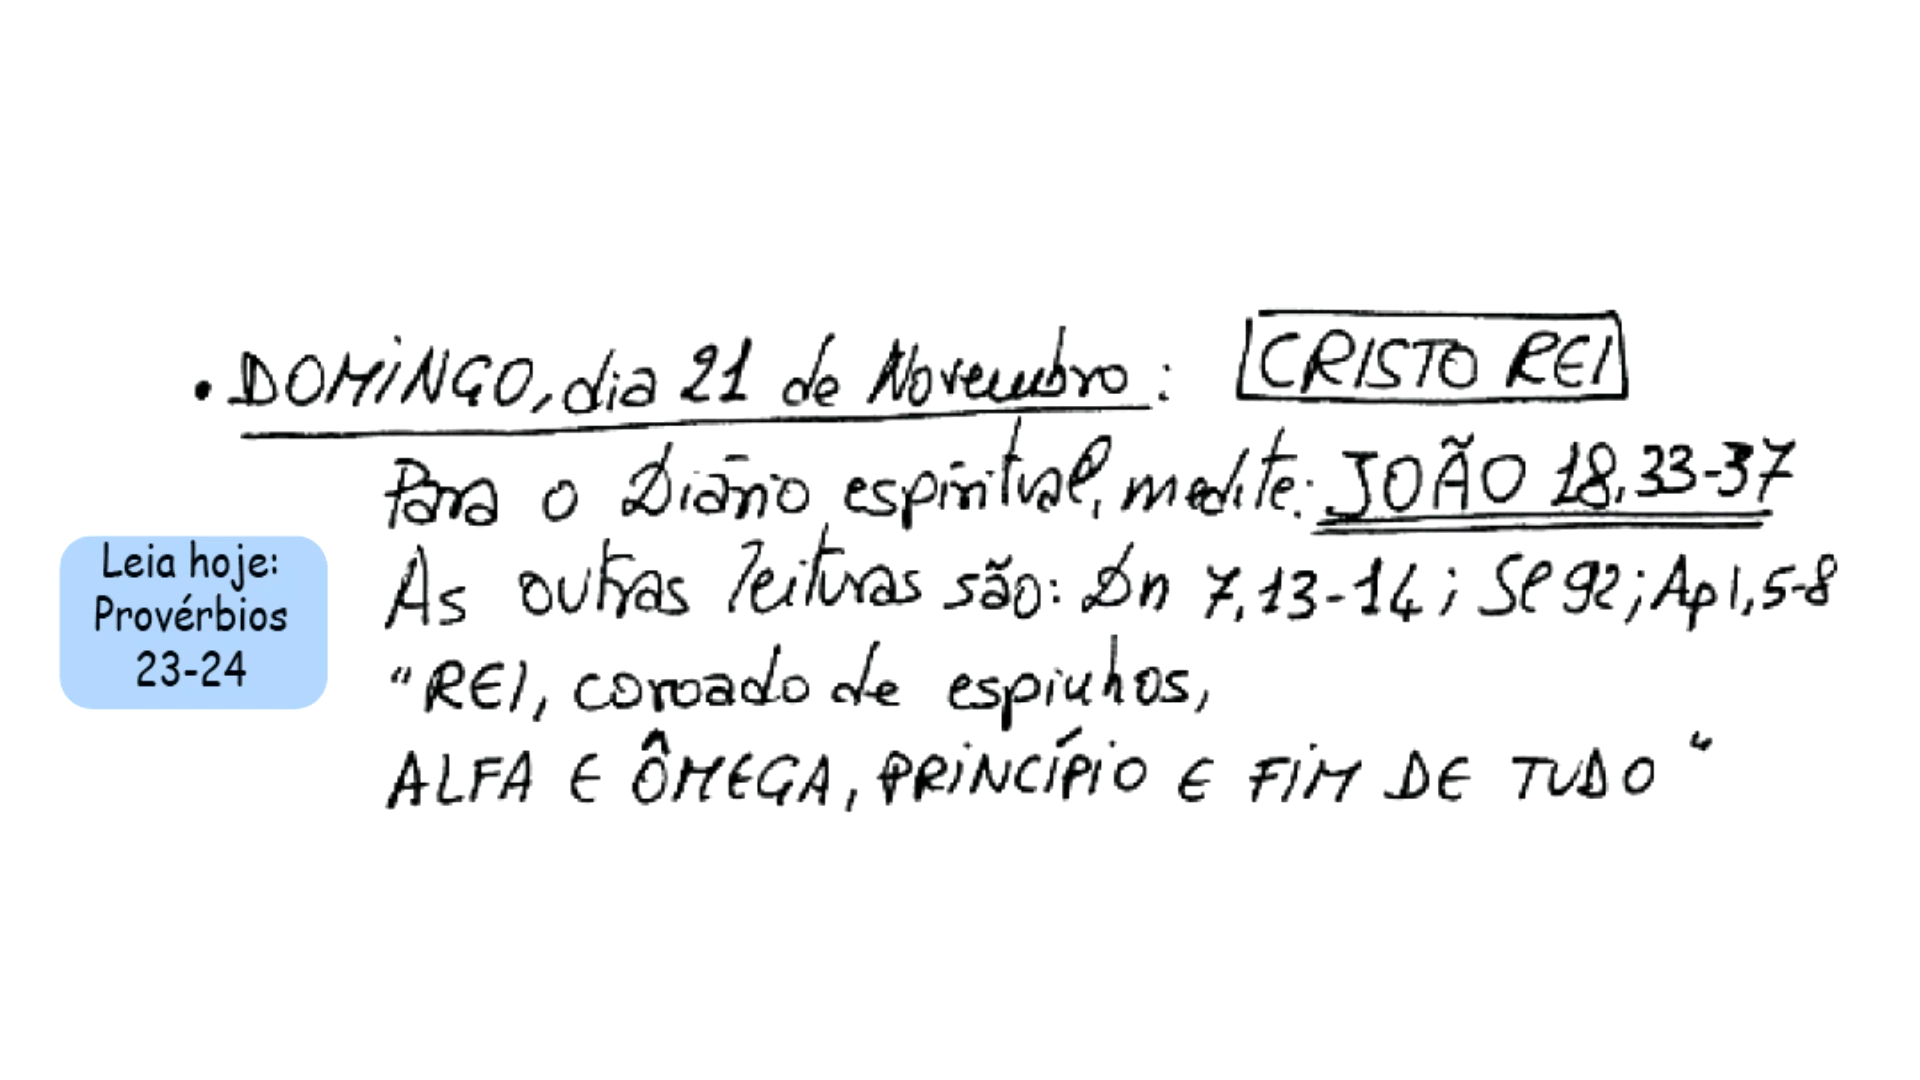 • DOMINGO, dia 21 de Novembro: CRISTO REI
Para o Diário espiritual, medite: JOÃO 18,33-37
As outras leituras são: Dn 7,13-14; Sl 92; Ap 1,5-8
"REI, coroado de espinhos,
ALFA E ÔMEGA, PRINCÍPIO E FIM DE TUDO"
Leia hoje:
Provérbios
23-24